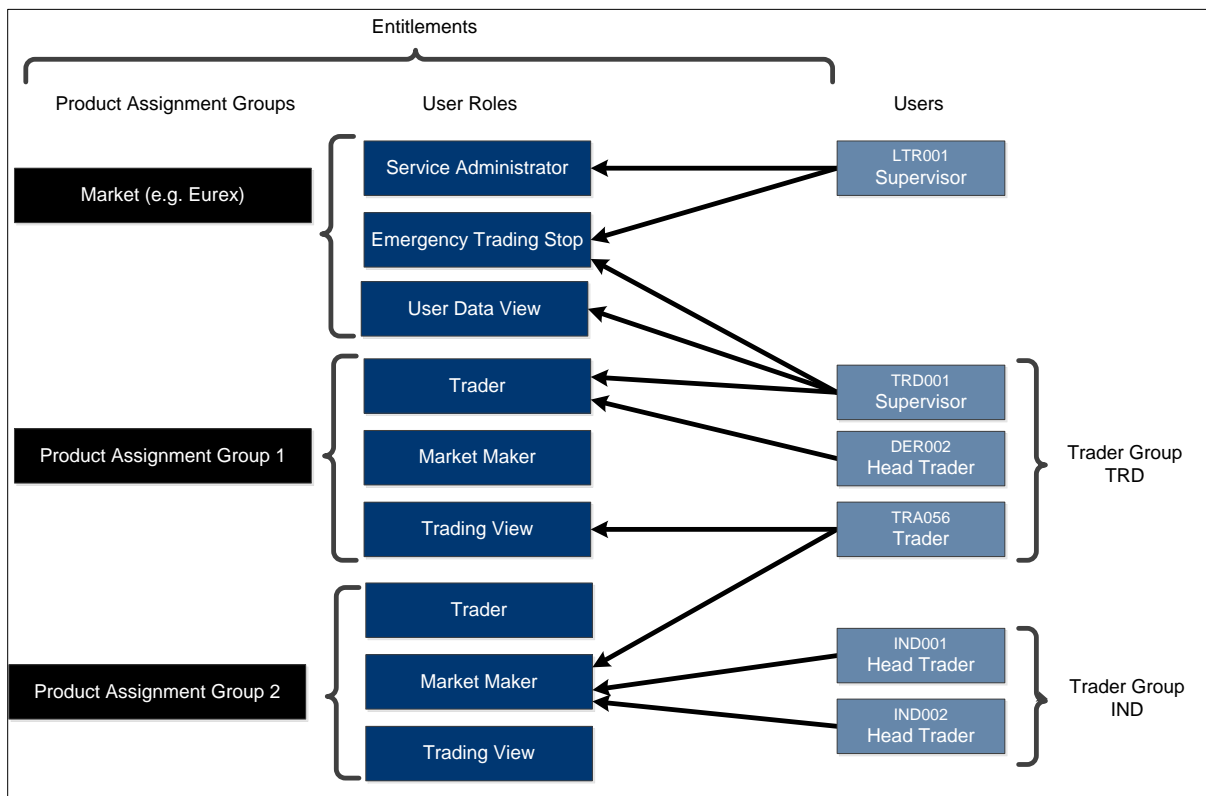 Entitlements
Product Assignment Groups
User Roles
Users
Market (e.g. Eurex)
Service Administrator
Emergency Trading Stop
User Data View
LTR001
Supervisor
Product Assignment Group 1
Trader
Market Maker
Trading View
TRD001
Supervisor
DER002
Head Trader
TRA056
Trader
Trader Group
TRD
Product Assignment Group 2
Trader
Market Maker
Trading View
IND001
Head Trader
IND002
Head Trader
Trader Group
IND